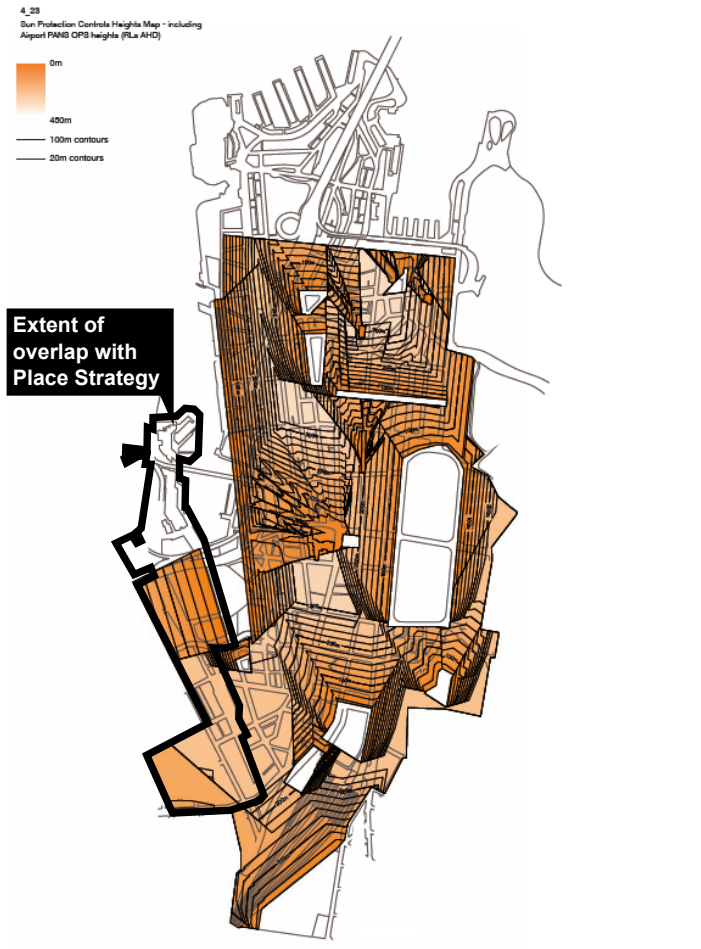 4_23
Sun Protection Controls Heights Map - including
Airport PANS OPS heights (RLs AHD)
0m
450m
100m contours
20m contours
Extent of
overlap with
Place Strategy